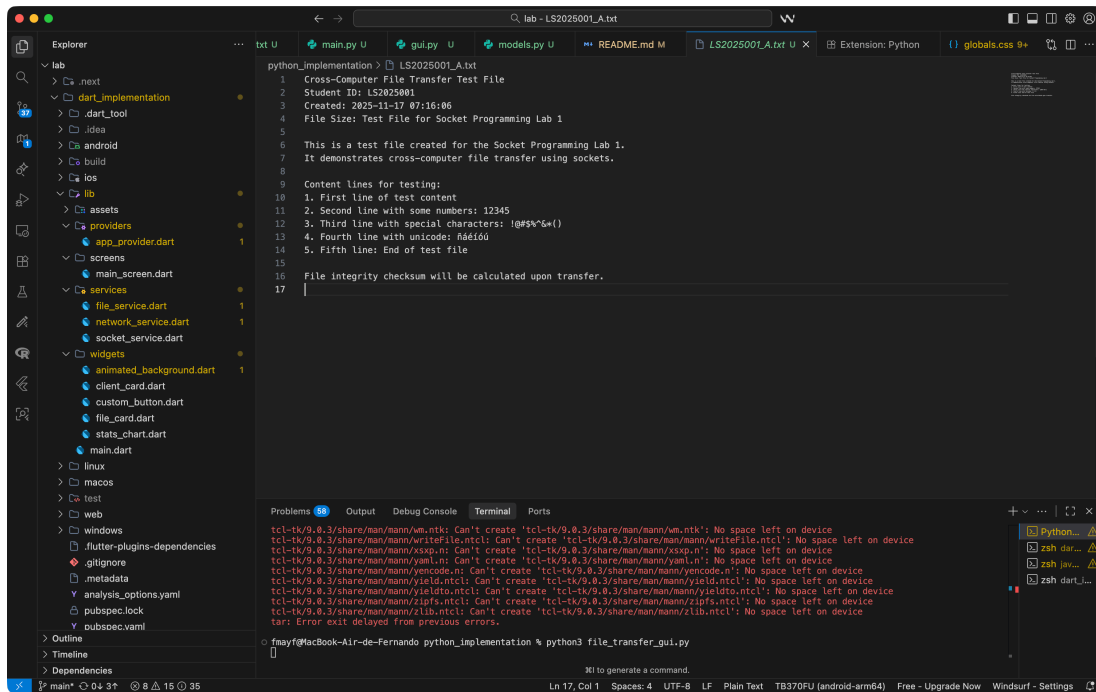 lab - LS2025001_A.txt
Explorer
lab
.next
dart_implementation
.dart_tool
.idea
android
build
ios
lib
assets
providers
app_provider.dart 1
screens
main_screen.dart
services
file_service.dart 1
network_service.dart 1
socket_service.dart
widgets
animated_background.dart 1
client_card.dart
custom_button.dart
file_card.dart
stats_chart.dart
main.dart
linux
macos
test
web
windows
.flutter-plugins-dependencies
.gitignore
.metadata
analysis_options.yaml
pubspec.lock
pubspec.yaml
Outline
Timeline
Dependencies
37
1
txt U main.py U gui.py U models.py U README.md M LS2025001_A.txt U Extension: Python globals.css 9+
python_implementation > LS2025001_A.txt
1 Cross-Computer File Transfer Test File
2 Student ID: LS2025001
3 Created: 2025-11-17 07:16:06
4 File Size: Test File for Socket Programming Lab 1
5
6 This is a test file created for the Socket Programming Lab 1.
7 It demonstrates cross-computer file transfer using sockets.
8
9 Content lines for testing:
10 1. First line of test content
11 2. Second line with some numbers: 12345
12 3. Third line with special characters: !@#$%^&*()
13 4. Fourth line with unicode: ñáéíóú
14 5. Fifth line: End of test file
15
16 File integrity checksum will be calculated upon transfer.
17
Problems 58 Output Debug Console Terminal Ports
tcl-tk/9.0.3/share/man/mann/wm.ntk: Can't create 'tcl-tk/9.0.3/share/man/mann/wm.ntk': No space left on device
tcl-tk/9.0.3/share/man/mann/writeFile.ntcl: Can't create 'tcl-tk/9.0.3/share/man/mann/writeFile.ntcl': No space left on device
tcl-tk/9.0.3/share/man/mann/xsxp.n: Can't create 'tcl-tk/9.0.3/share/man/mann/xsxp.n': No space left on device
tcl-tk/9.0.3/share/man/mann/yaml.n: Can't create 'tcl-tk/9.0.3/share/man/mann/yaml.n': No space left on device
tcl-tk/9.0.3/share/man/mann/yencode.n: Can't create 'tcl-tk/9.0.3/share/man/mann/yencode.n': No space left on device
tcl-tk/9.0.3/share/man/mann/yield.ntcl: Can't create 'tcl-tk/9.0.3/share/man/mann/yield.ntcl': No space left on device
tcl-tk/9.0.3/share/man/mann/yieldto.ntcl: Can't create 'tcl-tk/9.0.3/share/man/mann/yieldto.ntcl': No space left on device
tcl-tk/9.0.3/share/man/mann/zipfs.ntcl: Can't create 'tcl-tk/9.0.3/share/man/mann/zipfs.ntcl': No space left on device
tcl-tk/9.0.3/share/man/mann/zlib.ntcl: Can't create 'tcl-tk/9.0.3/share/man/mann/zlib.ntcl': No space left on device
tar: Error exit delayed from previous errors.
fmayf@MacBook-Air-de-Fernando python_implementation % python3 file_transfer_gui.py
⌘I to generate a command.
Python...
zsh dar...
zsh jav...
zsh dart_i...
main* 0↓ 3↑ 8 15 35 Ln 17, Col 1 Spaces: 4 UTF-8 LF Plain Text TB370FU (android-arm64) Free - Upgrade Now Windsurf - Settings